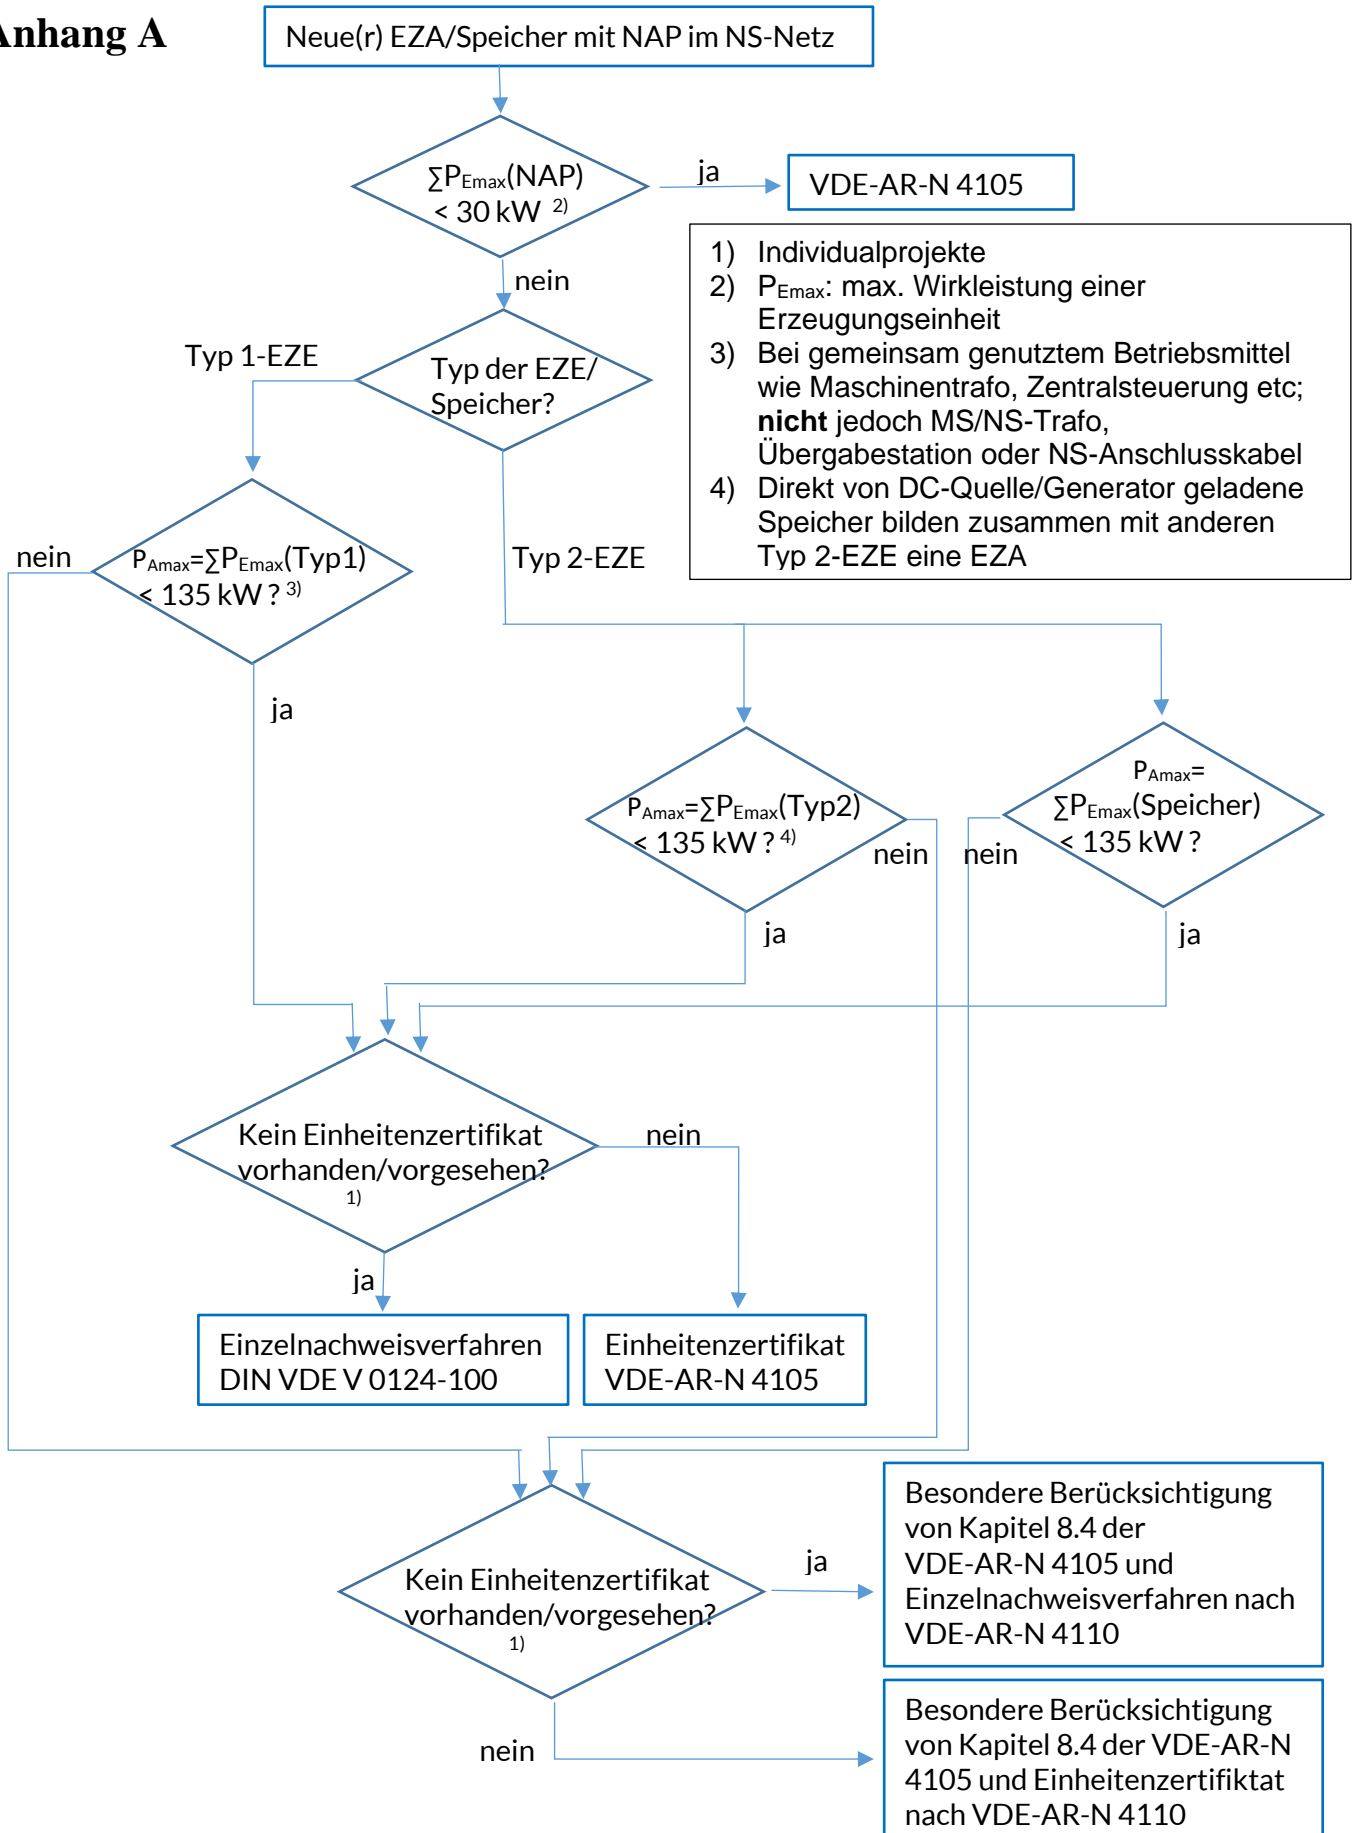 Anhang A
Neue(r) EZA/Speicher mit NAP im NS-Netz
∑PEmax(NAP)
< 30 kW 2)
ja
VDE-AR-N 4105
nein
1) Individualprojekte
2) PEmax: max. Wirkleistung einer
Erzeugungseinheit
3) Bei gemeinsam genutztem Betriebsmittel
wie Maschinentrafo, Zentralsteuerung etc;
nicht jedoch MS/NS-Trafo,
Übergabestation oder NS-Anschlusskabel
4) Direkt von DC-Quelle/Generator geladene
Speicher bilden zusammen mit anderen
Typ 2-EZE eine EZA
Typ 1-EZE
Typ der EZE/
Speicher?
Typ 2-EZE
nein
PAmax=∑PEmax(Typ1)
< 135 kW ? 3)
ja
PAmax=∑PEmax(Typ2)
< 135 kW ? 4)
nein
ja
PAmax=
∑PEmax(Speicher)
< 135 kW ?
nein
ja
Kein Einheitenzertifikat
vorhanden/vorgesehen?
1)
nein
ja
Einzelnachweisverfahren
DIN VDE V 0124-100
Einheitenzertifikat
VDE-AR-N 4105
Kein Einheitenzertifikat
vorhanden/vorgesehen?
1)
ja
Besondere Berücksichtigung
von Kapitel 8.4 der
VDE-AR-N 4105 und
Einzelnachweisverfahren nach
VDE-AR-N 4110
nein
Besondere Berücksichtigung
von Kapitel 8.4 der VDE-AR-N
4105 und Einheitenzertifiktat
nach VDE-AR-N 4110